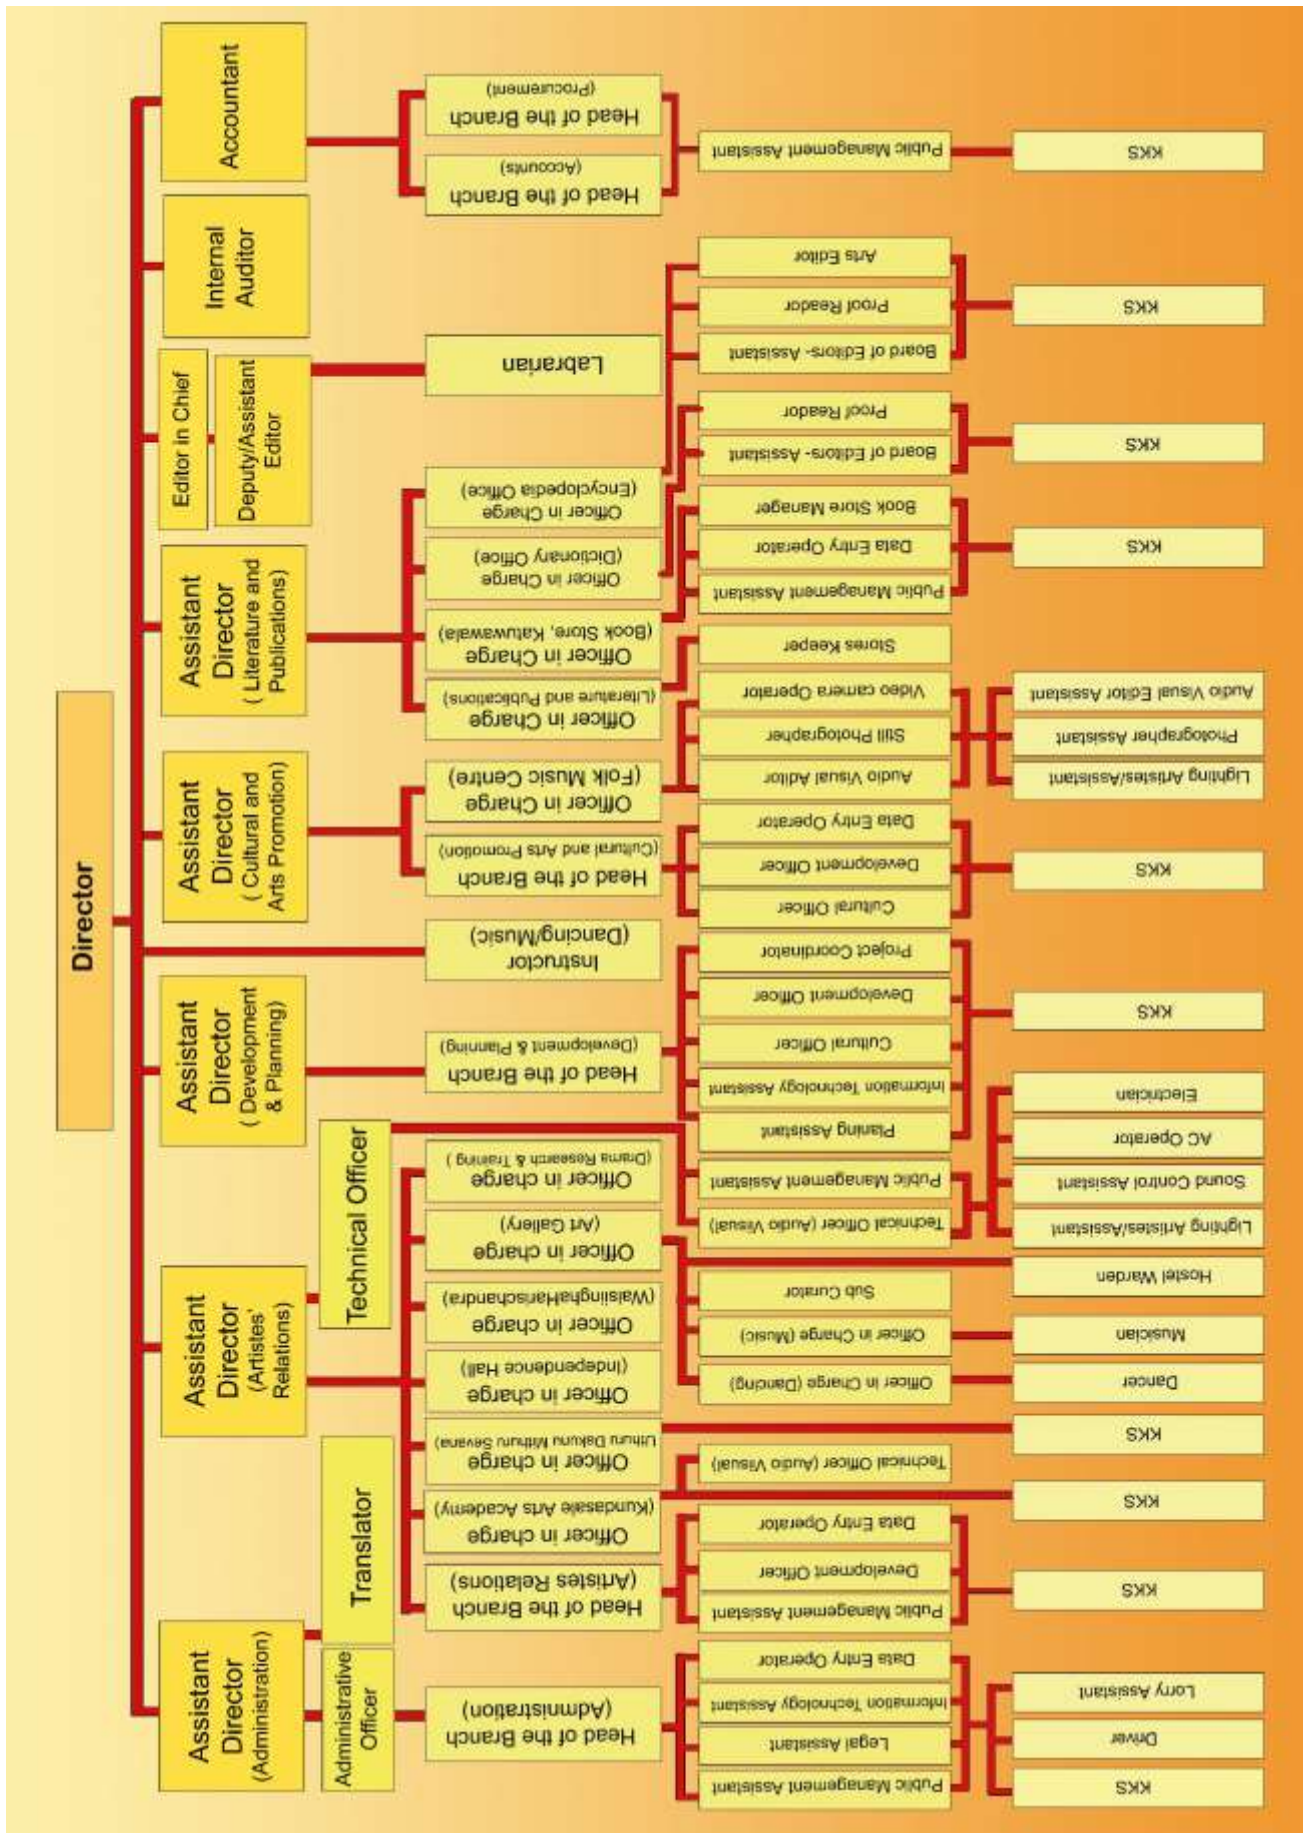 Director
Accountant
Internal
Auditor
Editor in Chief
Deputy/Assistant
Editor
Assistant
Director
( Literature and
Publications)
Assistant
Director
( Cultural and
Arts Promotion)
Assistant
Director
( Development
& Planning)
Technical Officer
Assistant
Director
(Artistes'
Relations)
Translator
Assistant
Director
(Administration)
Administrative
Officer
Head of the Branch
(Procurement)
Head of the Branch
(Accounts)
Labrarian
Officer in Charge
(Encyclopedia Office)
Officer in Charge
(Dictionary Office)
Officer in Charge
(Book Store, Katuwawala)
Officer in Charge
(Literature and Publications)
Officer in Charge
(Folk Music Centre)
Head of the Branch
(Cultural and Arts Promotion)
Instructor
(Dancing/Music)
Head of the Branch
(Development & Planning)
Officer in charge
(Drama Research & Training )
Officer in charge
(Art Gallery)
Officer in charge
(WalsiinghaHarischandra)
Officer in charge
(Independence Hall)
Officer in charge
Uthuru Dakunu Mithuru Sevana)
Officer in charge
(Kundasale Arts Academy)
Head of the Branch
(Artistes Relations)
Head of the Branch
(Administration)
Public Management Assistant
Arts Editor
Proof Reador
Board of Editors- Assistant
Proof Reador
Board of Editors- Assistant
Book Store Manager
Data Entry Operator
Public Management Assistant
Stores Keeper
Video camera Operator
Still Photographer
Audio Visual Aditor
Data Entry Operator
Development Officer
Cultural Officer
Project Coordinator
Development Officer
Cultural Officer
Information Technology Assistant
Planing Assistant
Public Management Assistant
Technical Officer (Audio Visual)
Sub Curator
Officer in Charge (Music)
Officer in Charge (Dancing)
Technical Officer (Audio Visual)
Data Entry Operator
Development Officer
Public Management Assistant
Data Entry Operator
Information Technology Assistant
Legal Assistant
Public Management Assistant
KKS
KKS
KKS
KKS
Audio Visual Editor Assistant
Photographer Assistant
Lighting Artistes/Assistant
KKS
KKS
Electrician
AC Operator
Sound Control Assistant
Lighting Artistes/Assistant
Hostel Warden
Musician
Dancer
KKS
KKS
KKS
Lorry Assistant
Driver
KKS